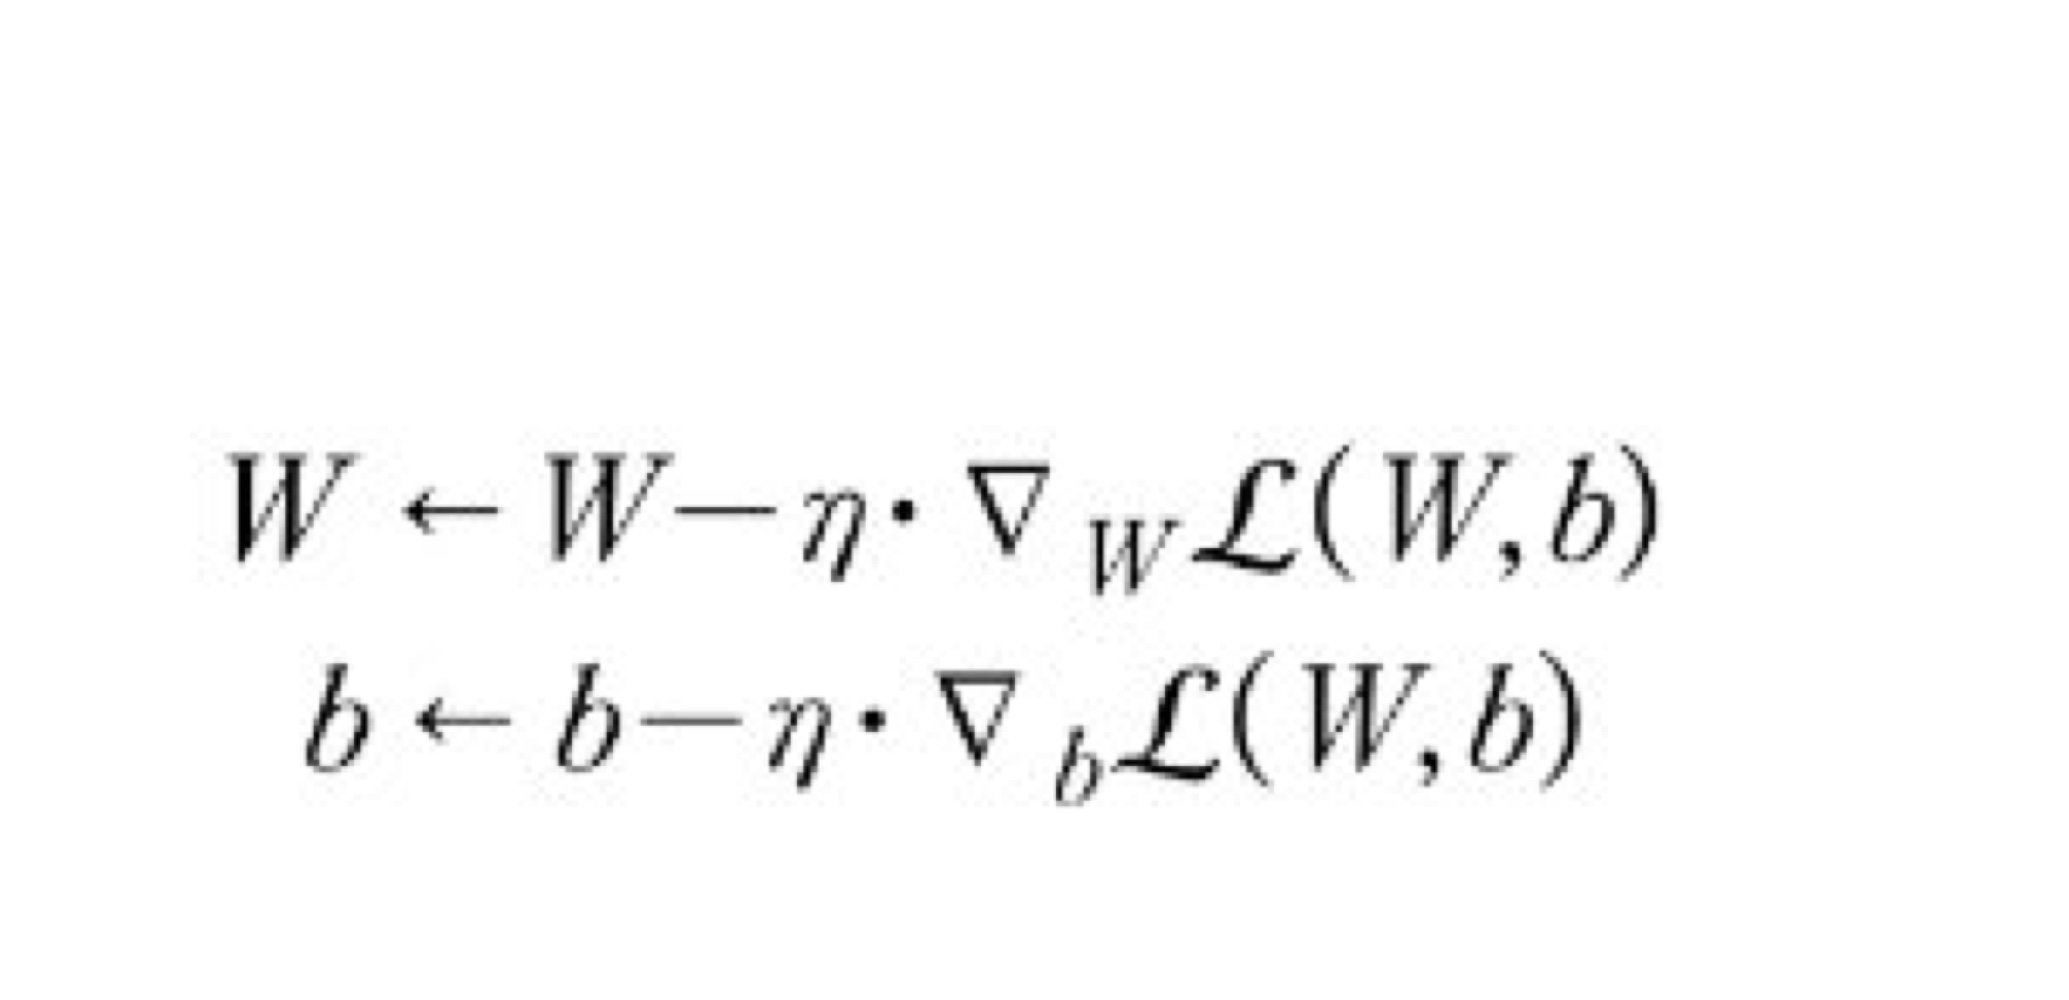 W ← W − η · ∇_W ℒ(W, b)
b ← b − η · ∇_b ℒ(W, b)